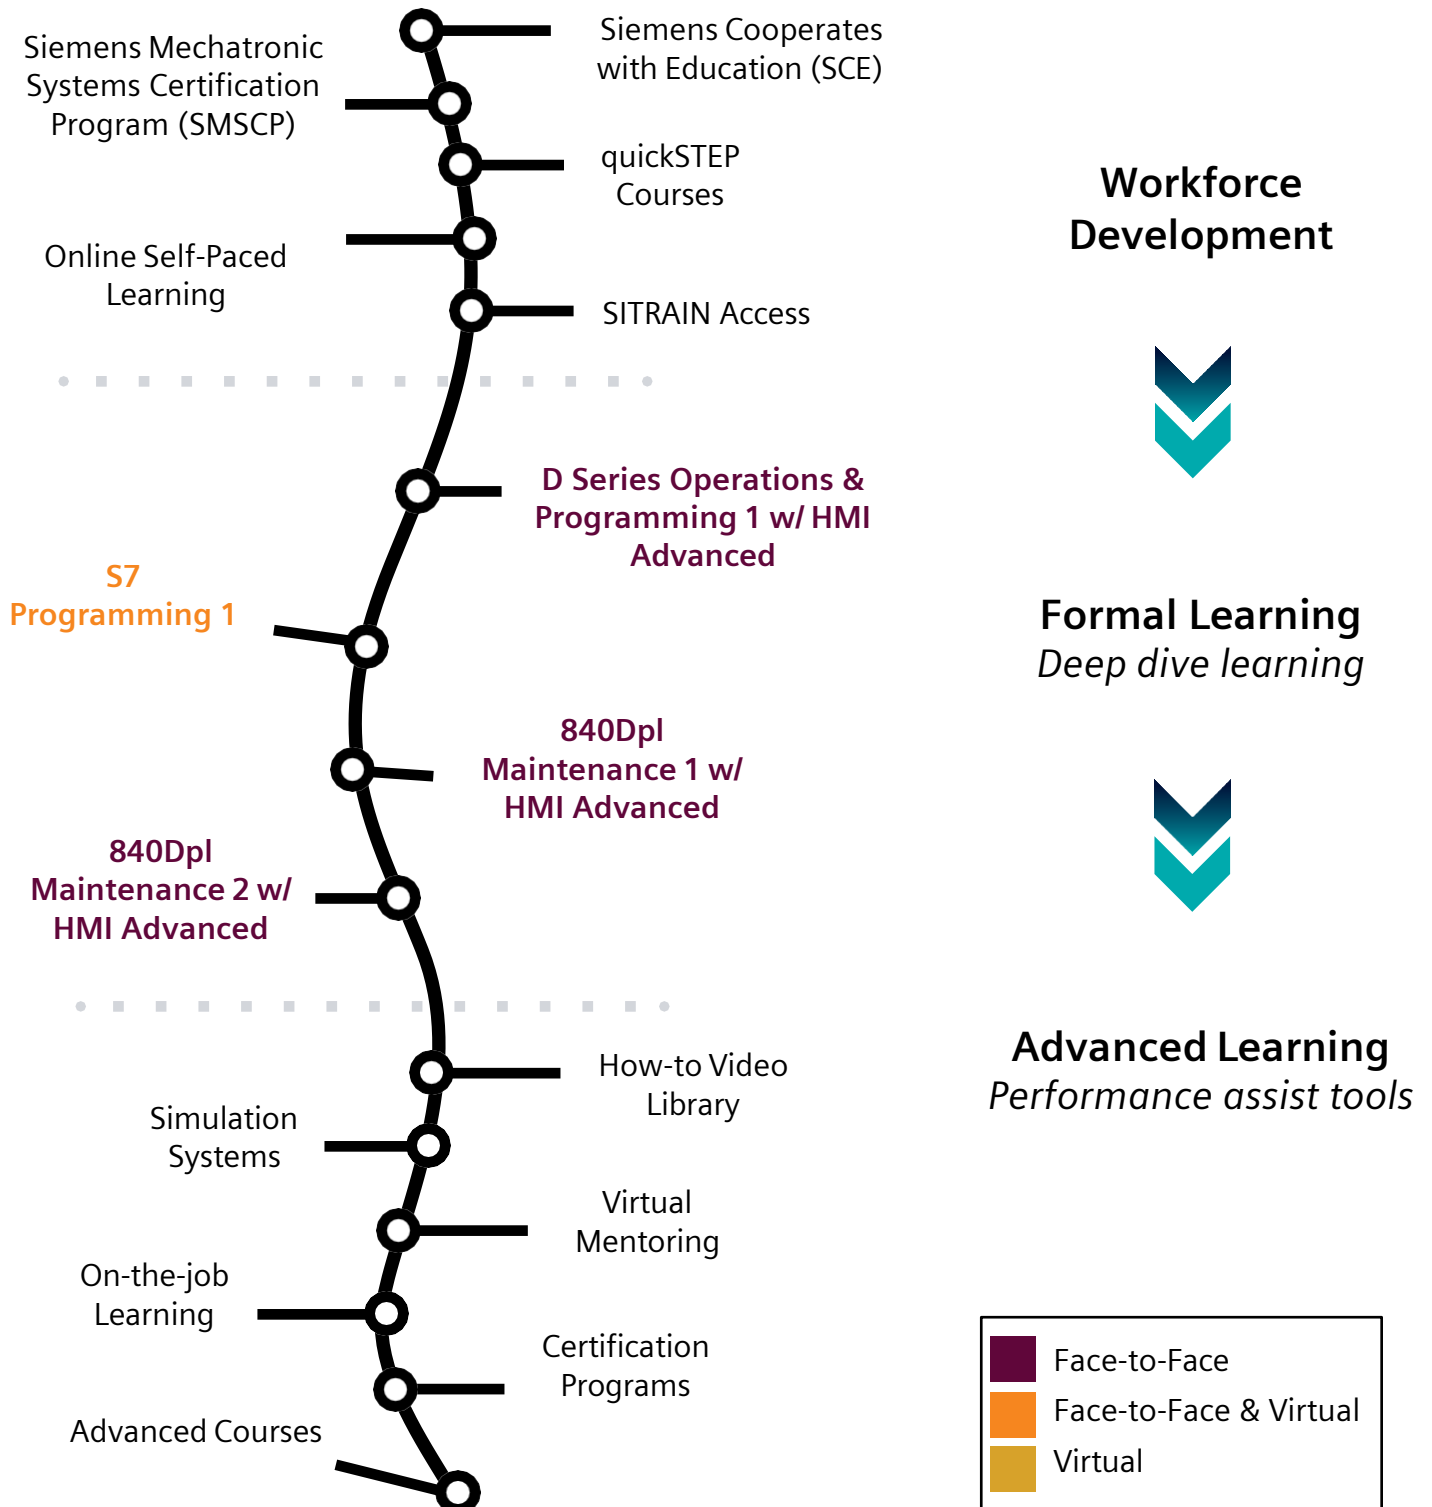 Siemens Cooperates
with Education (SCE)
Siemens Mechatronic
Systems Certification
Program (SMSCP)
quickSTEP
Courses
Online Self-Paced
Learning
SITRAIN Access
Workforce
Development
D Series Operations &
Programming 1 w/ HMI
Advanced
S7
Programming 1
840Dpl
Maintenance 1 w/
HMI Advanced
840Dpl
Maintenance 2 w/
HMI Advanced
Formal Learning
Deep dive learning
How-to Video
Library
Simulation
Systems
Virtual
Mentoring
On-the-job
Learning
Certification
Programs
Advanced Courses
Advanced Learning
Performance assist tools
Face-to-Face
Face-to-Face & Virtual
Virtual